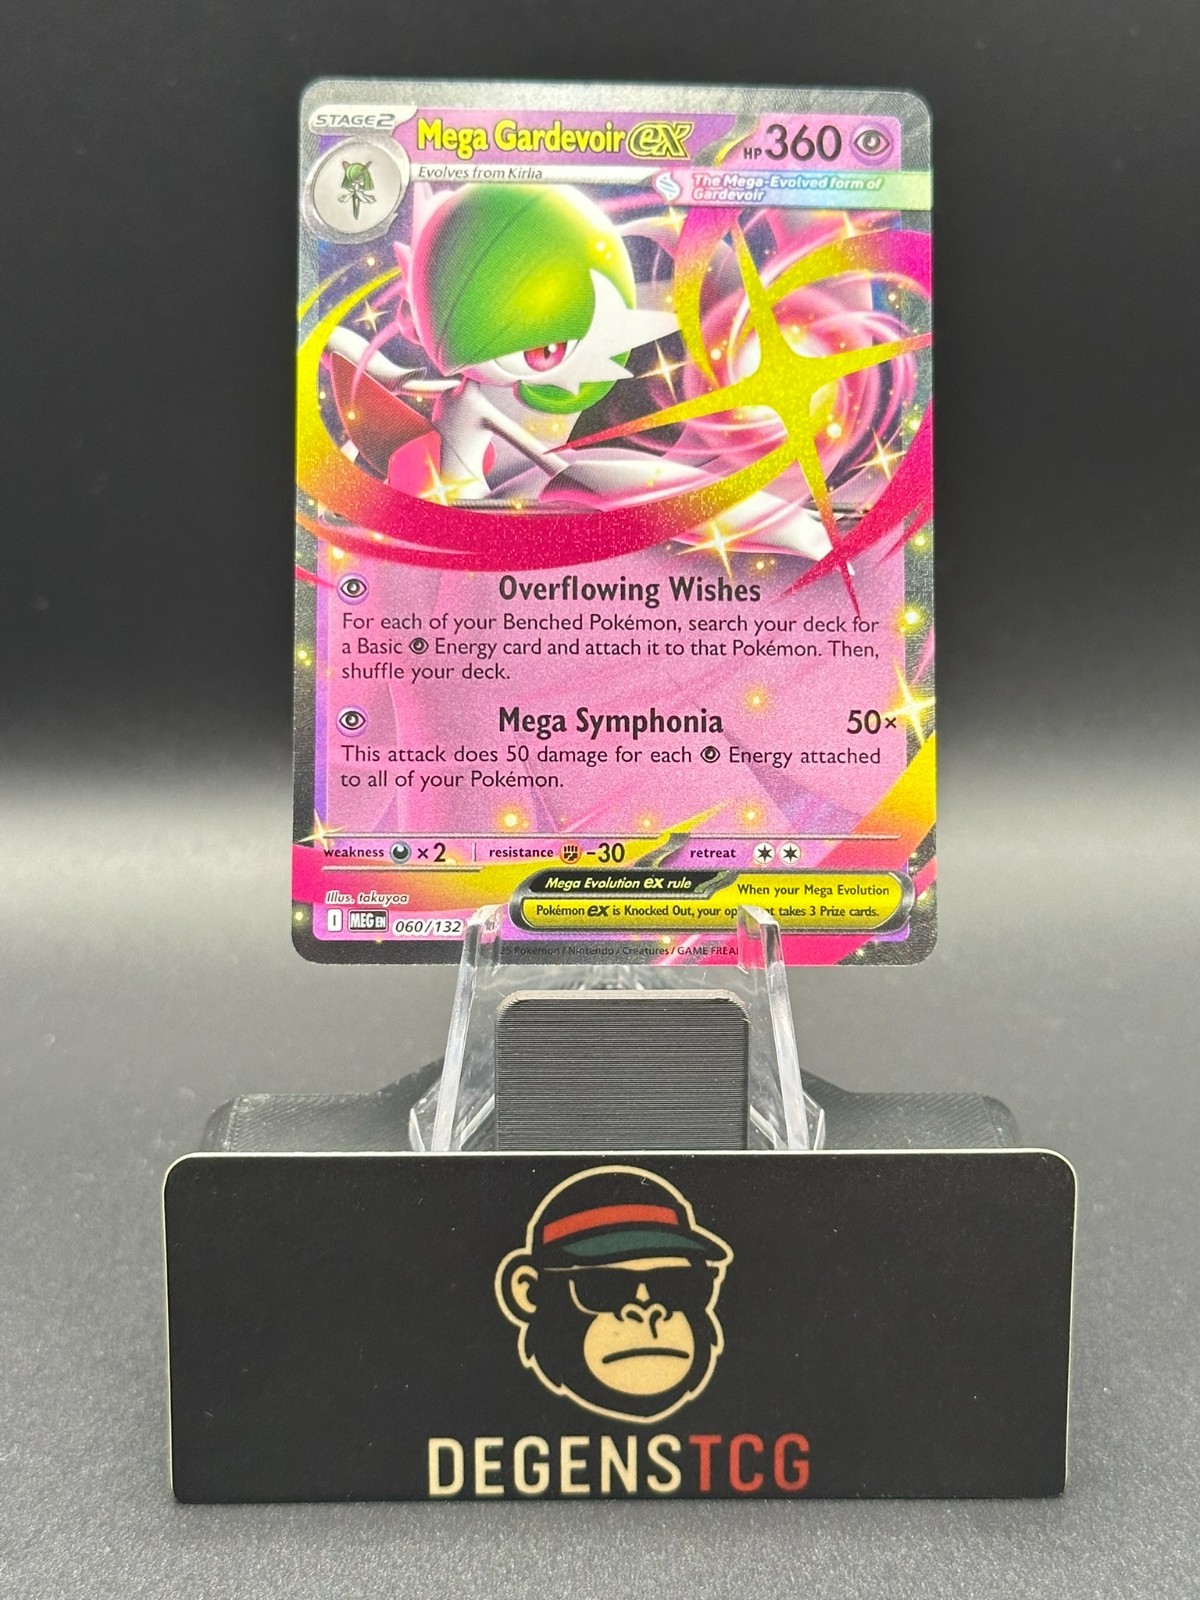 STAGE2
Mega Gardevoir ex
HP 360
Evolves from Kirlia
The Mega-Evolved form of
Gardevoir
Overflowing Wishes
For each of your Benched Pokémon, search your deck for
a Basic Energy card and attach it to that Pokémon. Then,
shuffle your deck.
Mega Symphonia 50×
This attack does 50 damage for each Energy attached
to all of your Pokémon.
weakness ×2 resistance -30 retreat
Mega Evolution ex rule When your Mega Evolution
Pokémon ex is Knocked Out, your takes 3 Prize cards.
Illus. takuyoa
I MEG EN 060/132
Pokémon / Nintendo / Creatures / GAME FREAK
DEGENSTCG